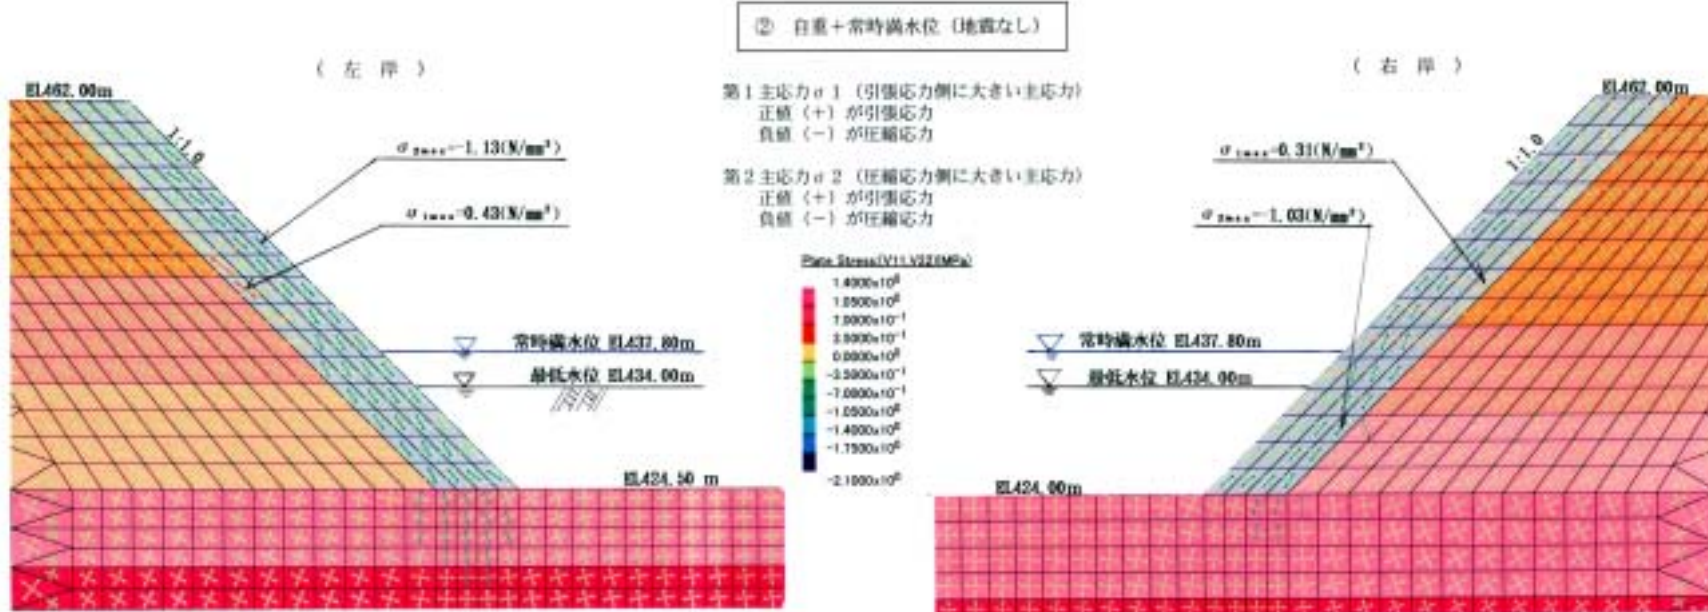 ② 自重+常時満水位 (地震なし)
( 左 岸 )
EL462.00m
1:1.0
σ2max=-1.13(N/mm²)
σ1max=0.43(N/mm²)
常時満水位 EL437.80m
最低水位 EL434.00m
EL424.50 m
第1主応力σ1 (引張応力側に大きい主応力)
正値 (+) が引張応力
負値 (-) が圧縮応力
第2主応力σ2 (圧縮応力側に大きい主応力)
正値 (+) が引張応力
負値 (-) が圧縮応力
Plate Stress(V11,V22)(MPa)
1.4000x10⁰
1.0500x10⁰
7.0000x10⁻¹
3.5000x10⁻¹
0.0000x10⁰
-3.5000x10⁻¹
-7.0000x10⁻¹
-1.0500x10⁰
-1.4000x10⁰
-1.7500x10⁰
-2.1000x10⁰
( 右 岸 )
EL462.00m
1:1.0
σ1max=0.31(N/mm²)
σ2max=-1.03(N/mm²)
常時満水位 EL437.80m
最低水位 EL434.00m
EL424.00m